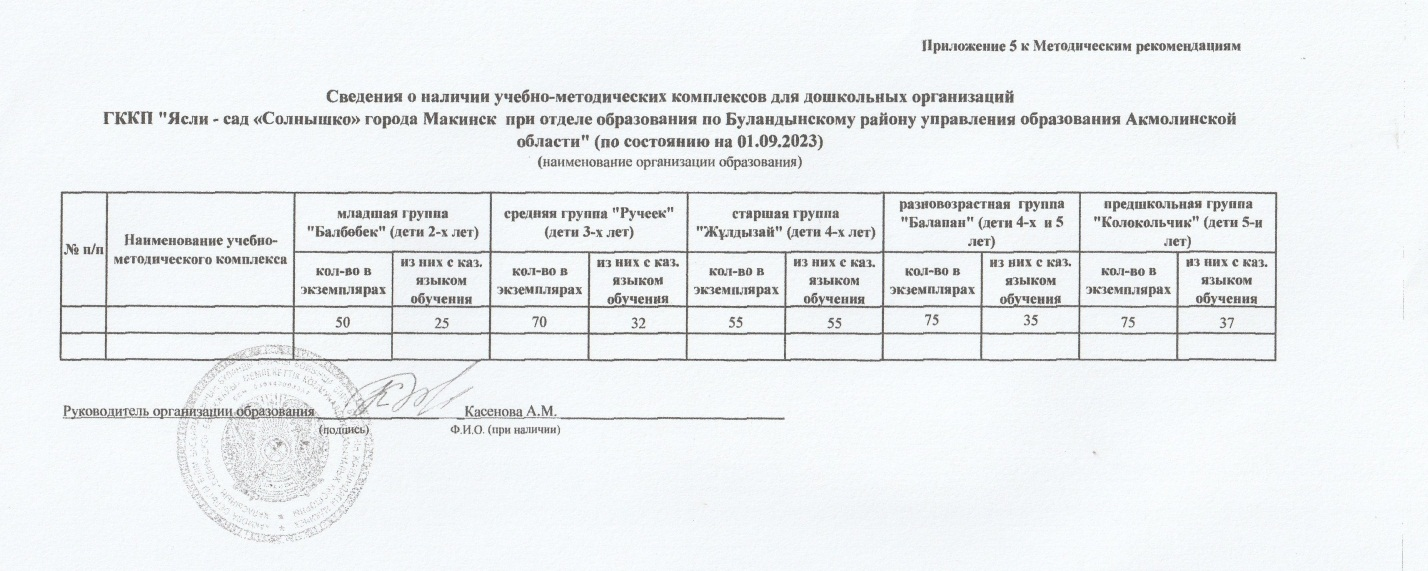 Приложение 5 к Методическим рекомендациям
Сведения о наличии учебно-методических комплексов для дошкольных организаций
ГККП "Ясли - сад «Солнышко» города Макинск при отделе образования по Буландынскому району управления образования Акмолинской
области" (по состоянию на 01.09.2023)
(наименование организации образования)
№ п/п
Наименование учебно-
методического комплекса
младшая группа
"Балбөбек" (дети 2-х лет)
средняя группа "Ручеек"
(дети 3-х лет)
старшая группа
"Жұлдызай" (дети 4-х лет)
разновозрастная группа
"Балапан" (дети 4-х и 5
лет)
предшкольная группа
"Колокольчик" (дети 5-и
лет)
кол-во в
экземплярах
из них с каз.
языком
обучения
кол-во в
экземплярах
из них с каз.
языком
обучения
кол-во в
экземплярах
из них с каз.
языком
обучения
кол-во в
экземплярах
из них с каз.
языком
обучения
кол-во в
экземплярах
из них с каз.
языком
обучения
50 25 70 32 55 55 75 35 75 37
Руководитель организации образования Касенова А.М.
(подпись) Ф.И.О. (при наличии)